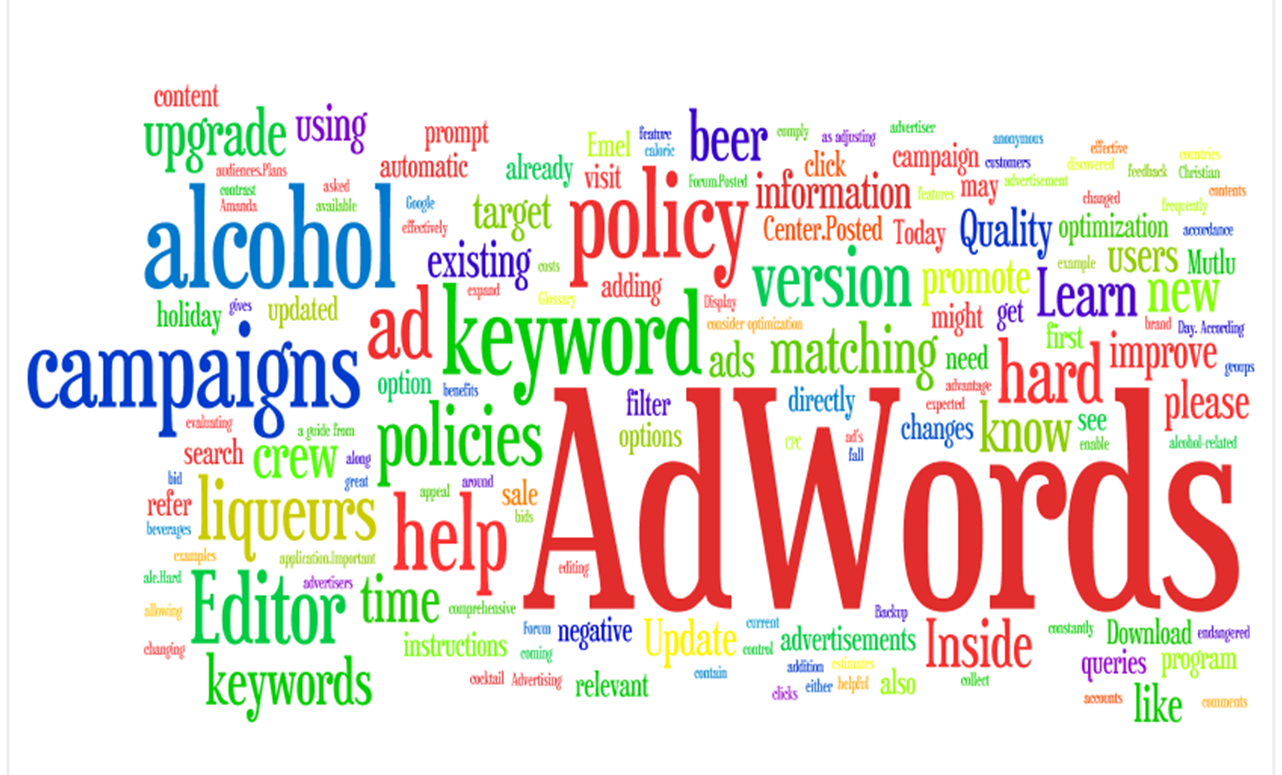 content
upgrade
using
prompt
Emel
feature
caloric
beer
comply
as adjusting
advertiser
anonymous
effective
countries
audiences.Plans
automatic
already
visit
Forum.Posted
click
campaign
customers
discovered
feedback
Christian
contrast
asked
Amanda
available
Google
effectively
target
policy
information
features
may
advertisement
changed
contents
frequently
alcohol
Center.Posted
Today
Quality
optimization
accordance
existing
costs
version
promote
example
users
Mutlu
holiday
gives
updated
expand
Glossary
adding
Display
Learn
new
campaigns
ad
keyword
consider optimization
might
get
first
brand
Day. According
option
benefits
ads
matching
need
hard
improve
groups
advantage
evaluating
a guide from
policies
filter
options
directly
CPC
ad's
fall
expected
changes
know
see
enable
please
alcohol-related
search
crew
along
great
bid
refer
beverages
liqueurs
appeal
around
sale
bids
help
AdWords
examples
application.Important
editing
ale.Hard
advertisers
allowing
Editor
time
comprehensive
Backup
changing
instructions
Forum
coming
negative
Update
current
control
advertisements
Inside
constantly
Download
endangered
keywords
cocktail
Advertising
relevant
contain
addition
estimates
clicks
either
helpful
also
collect
queries
program
accounts
like
comments